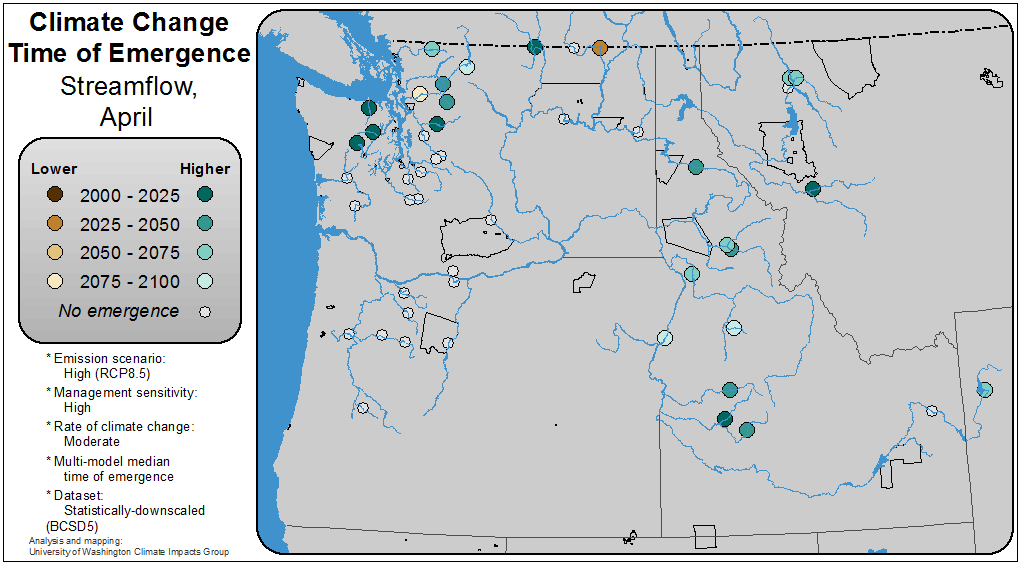 Climate Change
Time of Emergence
Streamflow,
April
Lower Higher
2000 - 2025
2025 - 2050
2050 - 2075
2075 - 2100
No emergence
* Emission scenario:
High (RCP8.5)
* Management sensitivity:
High
* Rate of climate change:
Moderate
* Multi-model median
time of emergence
* Dataset:
Statistically-downscaled
(BCSD5)
Analysis and mapping:
University of Washington Climate Impacts Group